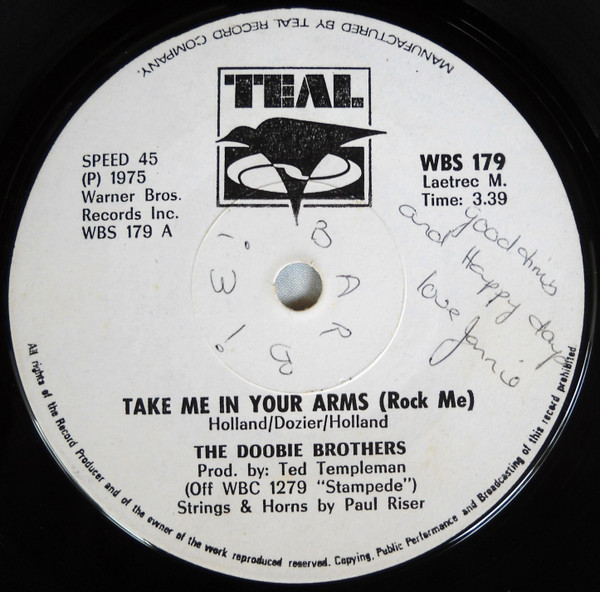 MANUFACTURED BY TEAL RECORD COMPANY.
TEAL
SPEED 45
(P) 1975
Warner Bros.
Records Inc.
WBS 179 A
WBS 179
Laetrec M.
Time: 3.39
good times
and Happy days
love Janie
TAKE ME IN YOUR ARMS (Rock Me)
Holland/Dozier/Holland
THE DOOBIE BROTHERS
Prod. by: Ted Templeman
(Off WBC 1279 "Stampede")
Strings & Horns by Paul Riser
All rights of the Record Producer and of the owner of the work reproduced reserved. Copying, Public Performance and Broadcasting of this record prohibited